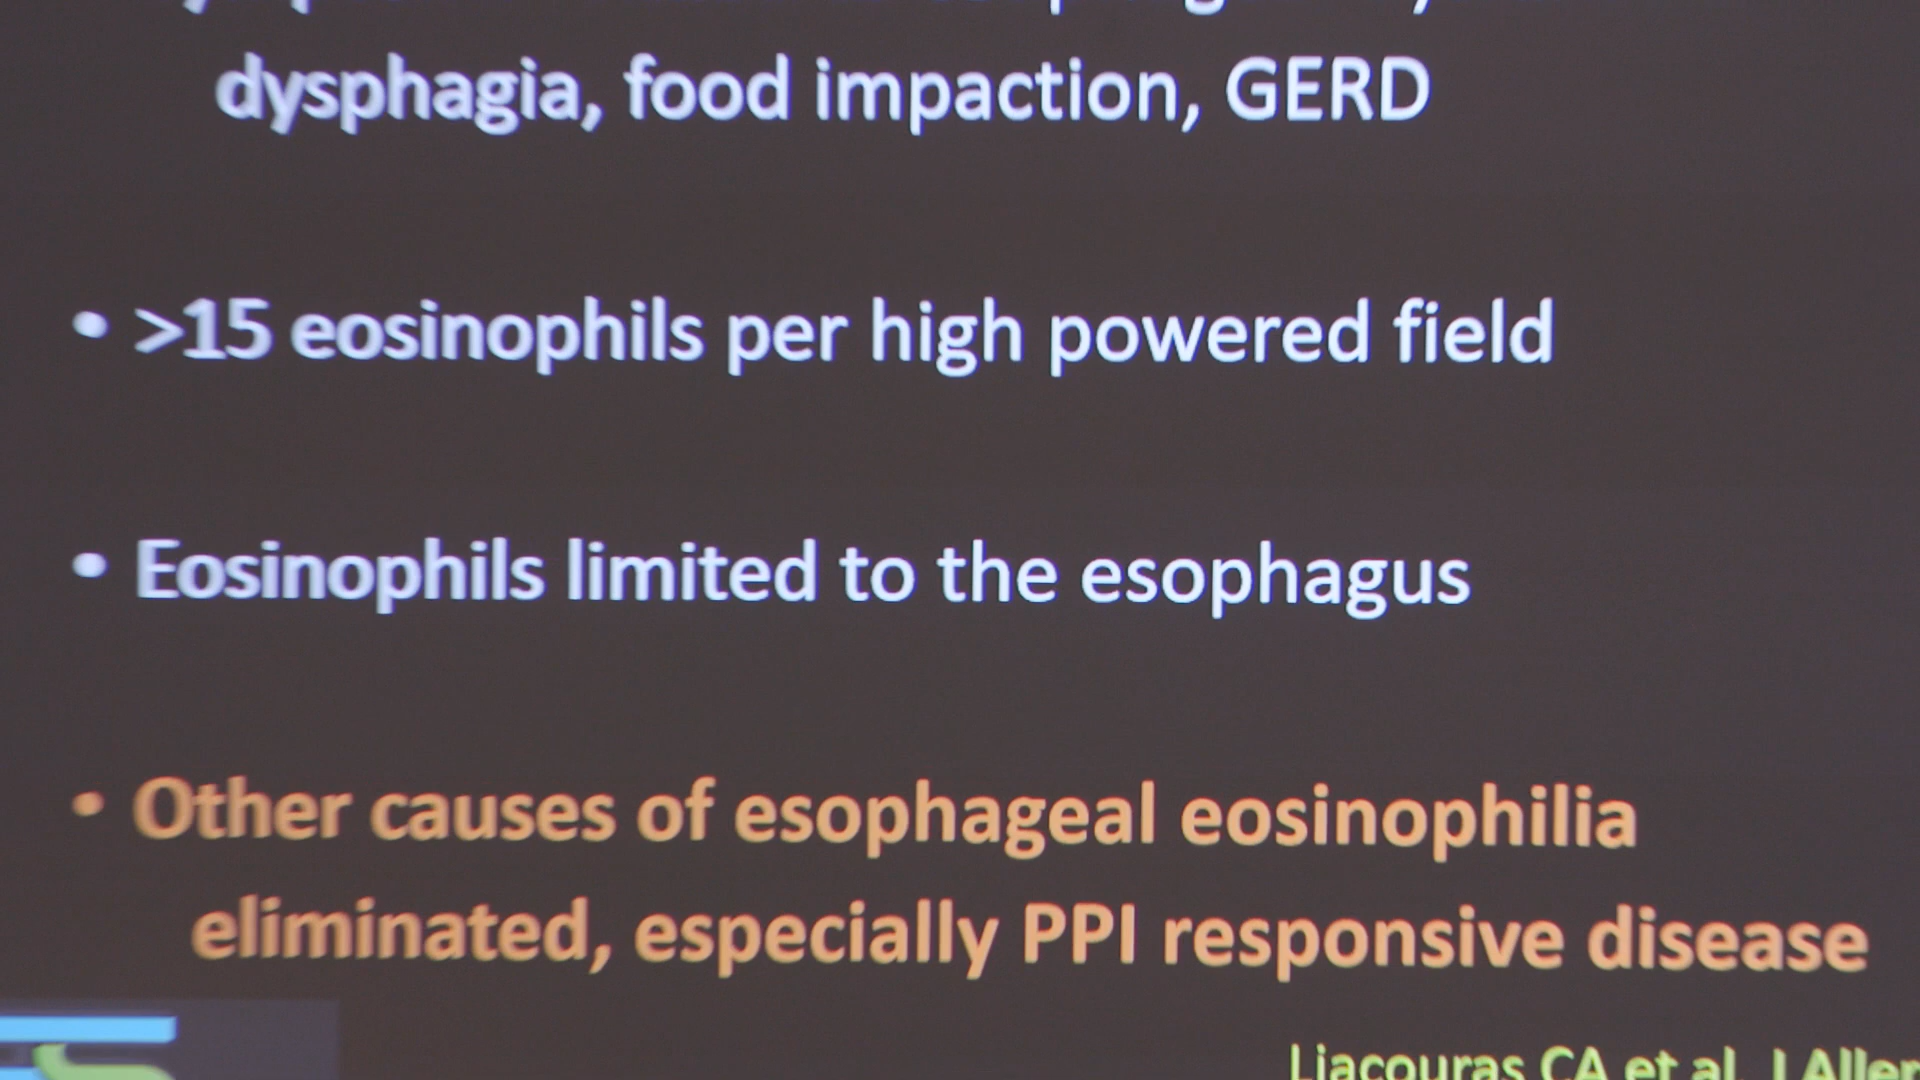 dysphagia, food impaction, GERD
• >15 eosinophils per high powered field
• Eosinophils limited to the esophagus
• Other causes of esophageal eosinophilia
eliminated, especially PPI responsive disease
Liacouras CA et al. J Aller